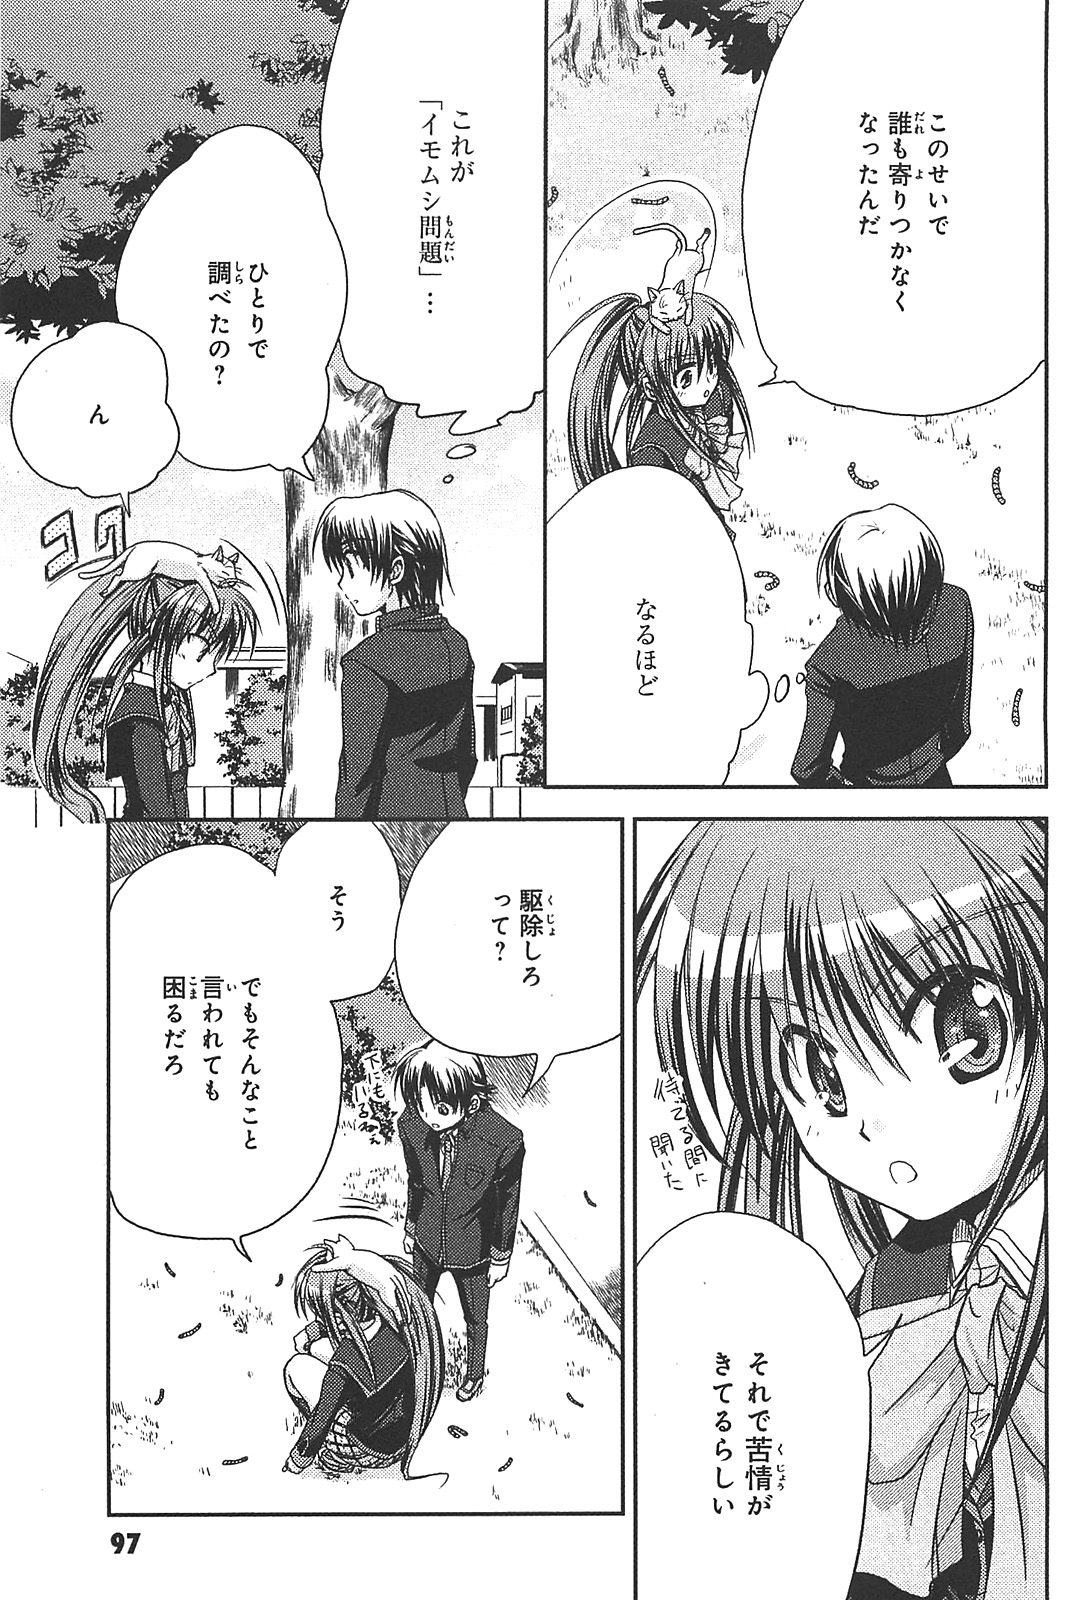 このせいで
誰も寄りつかなく
なったんだ
なるほど
これが
「イモムシ問題」…
ひとりで
調べたの?
ん
コク
待ってる間に
聞いた
それで苦情が
きてるらしい
駆除しろ
って?
そう
でもそんなこと
言われても
困るだろ
下にも
いるねぇ
97